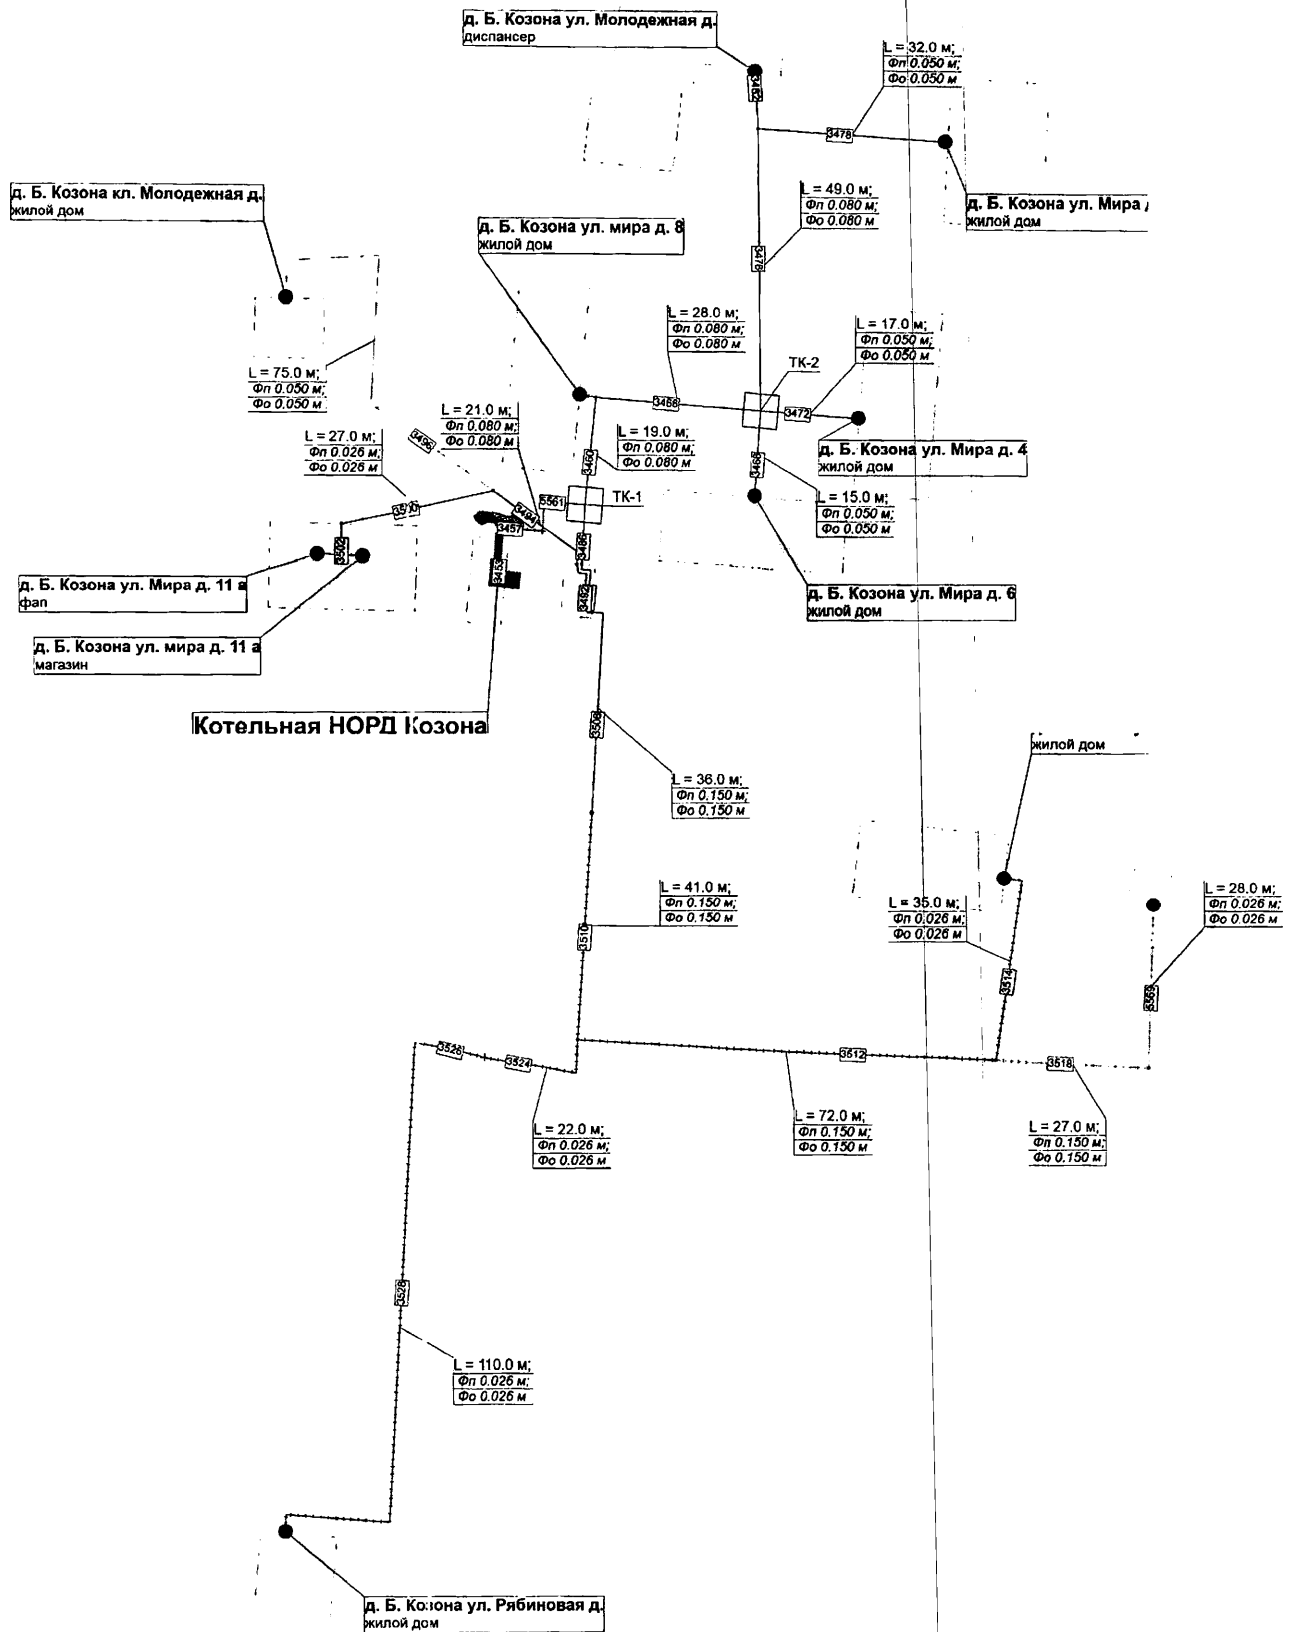 д. Б. Козона ул. Молодежная д.
диспансер
L = 32.0 м;
Фп 0.050 м;
Фо 0.050 м
3482
3478
д. Б. Козона кл. Молодежная д.
жилой дом
L = 49.0 м;
Фп 0.080 м;
Фо 0.080 м
д. Б. Козона ул. Мира
жилой дом
д. Б. Козона ул. мира д. 8
жилой дом
3476
L = 28.0 м;
Фп 0.080 м;
Фо 0.080 м
L = 17.0 м;
Фп 0.050 м;
Фо 0.050 м
ТК-2
L = 75.0 м;
Фп 0.050 м;
Фо 0.050 м
3468
3472
L = 21.0 м;
Фп 0.080 м;
Фо 0.080 м
L = 27.0 м;
Фп 0.026 м;
Фо 0.026 м
3496
L = 19.0 м;
Фп 0.080 м;
Фо 0.080 м
3460
3466
д. Б. Козона ул. Мира д. 4
жилой дом
L = 15.0 м;
Фп 0.050 м;
Фо 0.050 м
5561
ТК-1
3494
3457
3486
3502
3453
3492
д. Б. Козона ул. Мира д. 11 а
фап
д. Б. Козона ул. Мира д. 6
жилой дом
д. Б. Козона ул. мира д. 11 а
магазин
Котельная НОРД Козона
3508
жилой дом
L = 36.0 м;
Фп 0.150 м;
Фо 0.150 м
L = 41.0 м;
Фп 0.150 м;
Фо 0.150 м
L = 35.0 м;
Фп 0.026 м;
Фо 0.026 м
L = 28.0 м;
Фп 0.026 м;
Фо 0.026 м
3510
3514
5569
3526
3524
3512
3518
L = 22.0 м;
Фп 0.026 м;
Фо 0.026 м
L = 72.0 м;
Фп 0.150 м;
Фо 0.150 м
L = 27.0 м;
Фп 0.150 м;
Фо 0.150 м
3528
L = 110.0 м;
Фп 0.026 м;
Фо 0.026 м
д. Б. Козона ул. Рябиновая д.
жилой дом